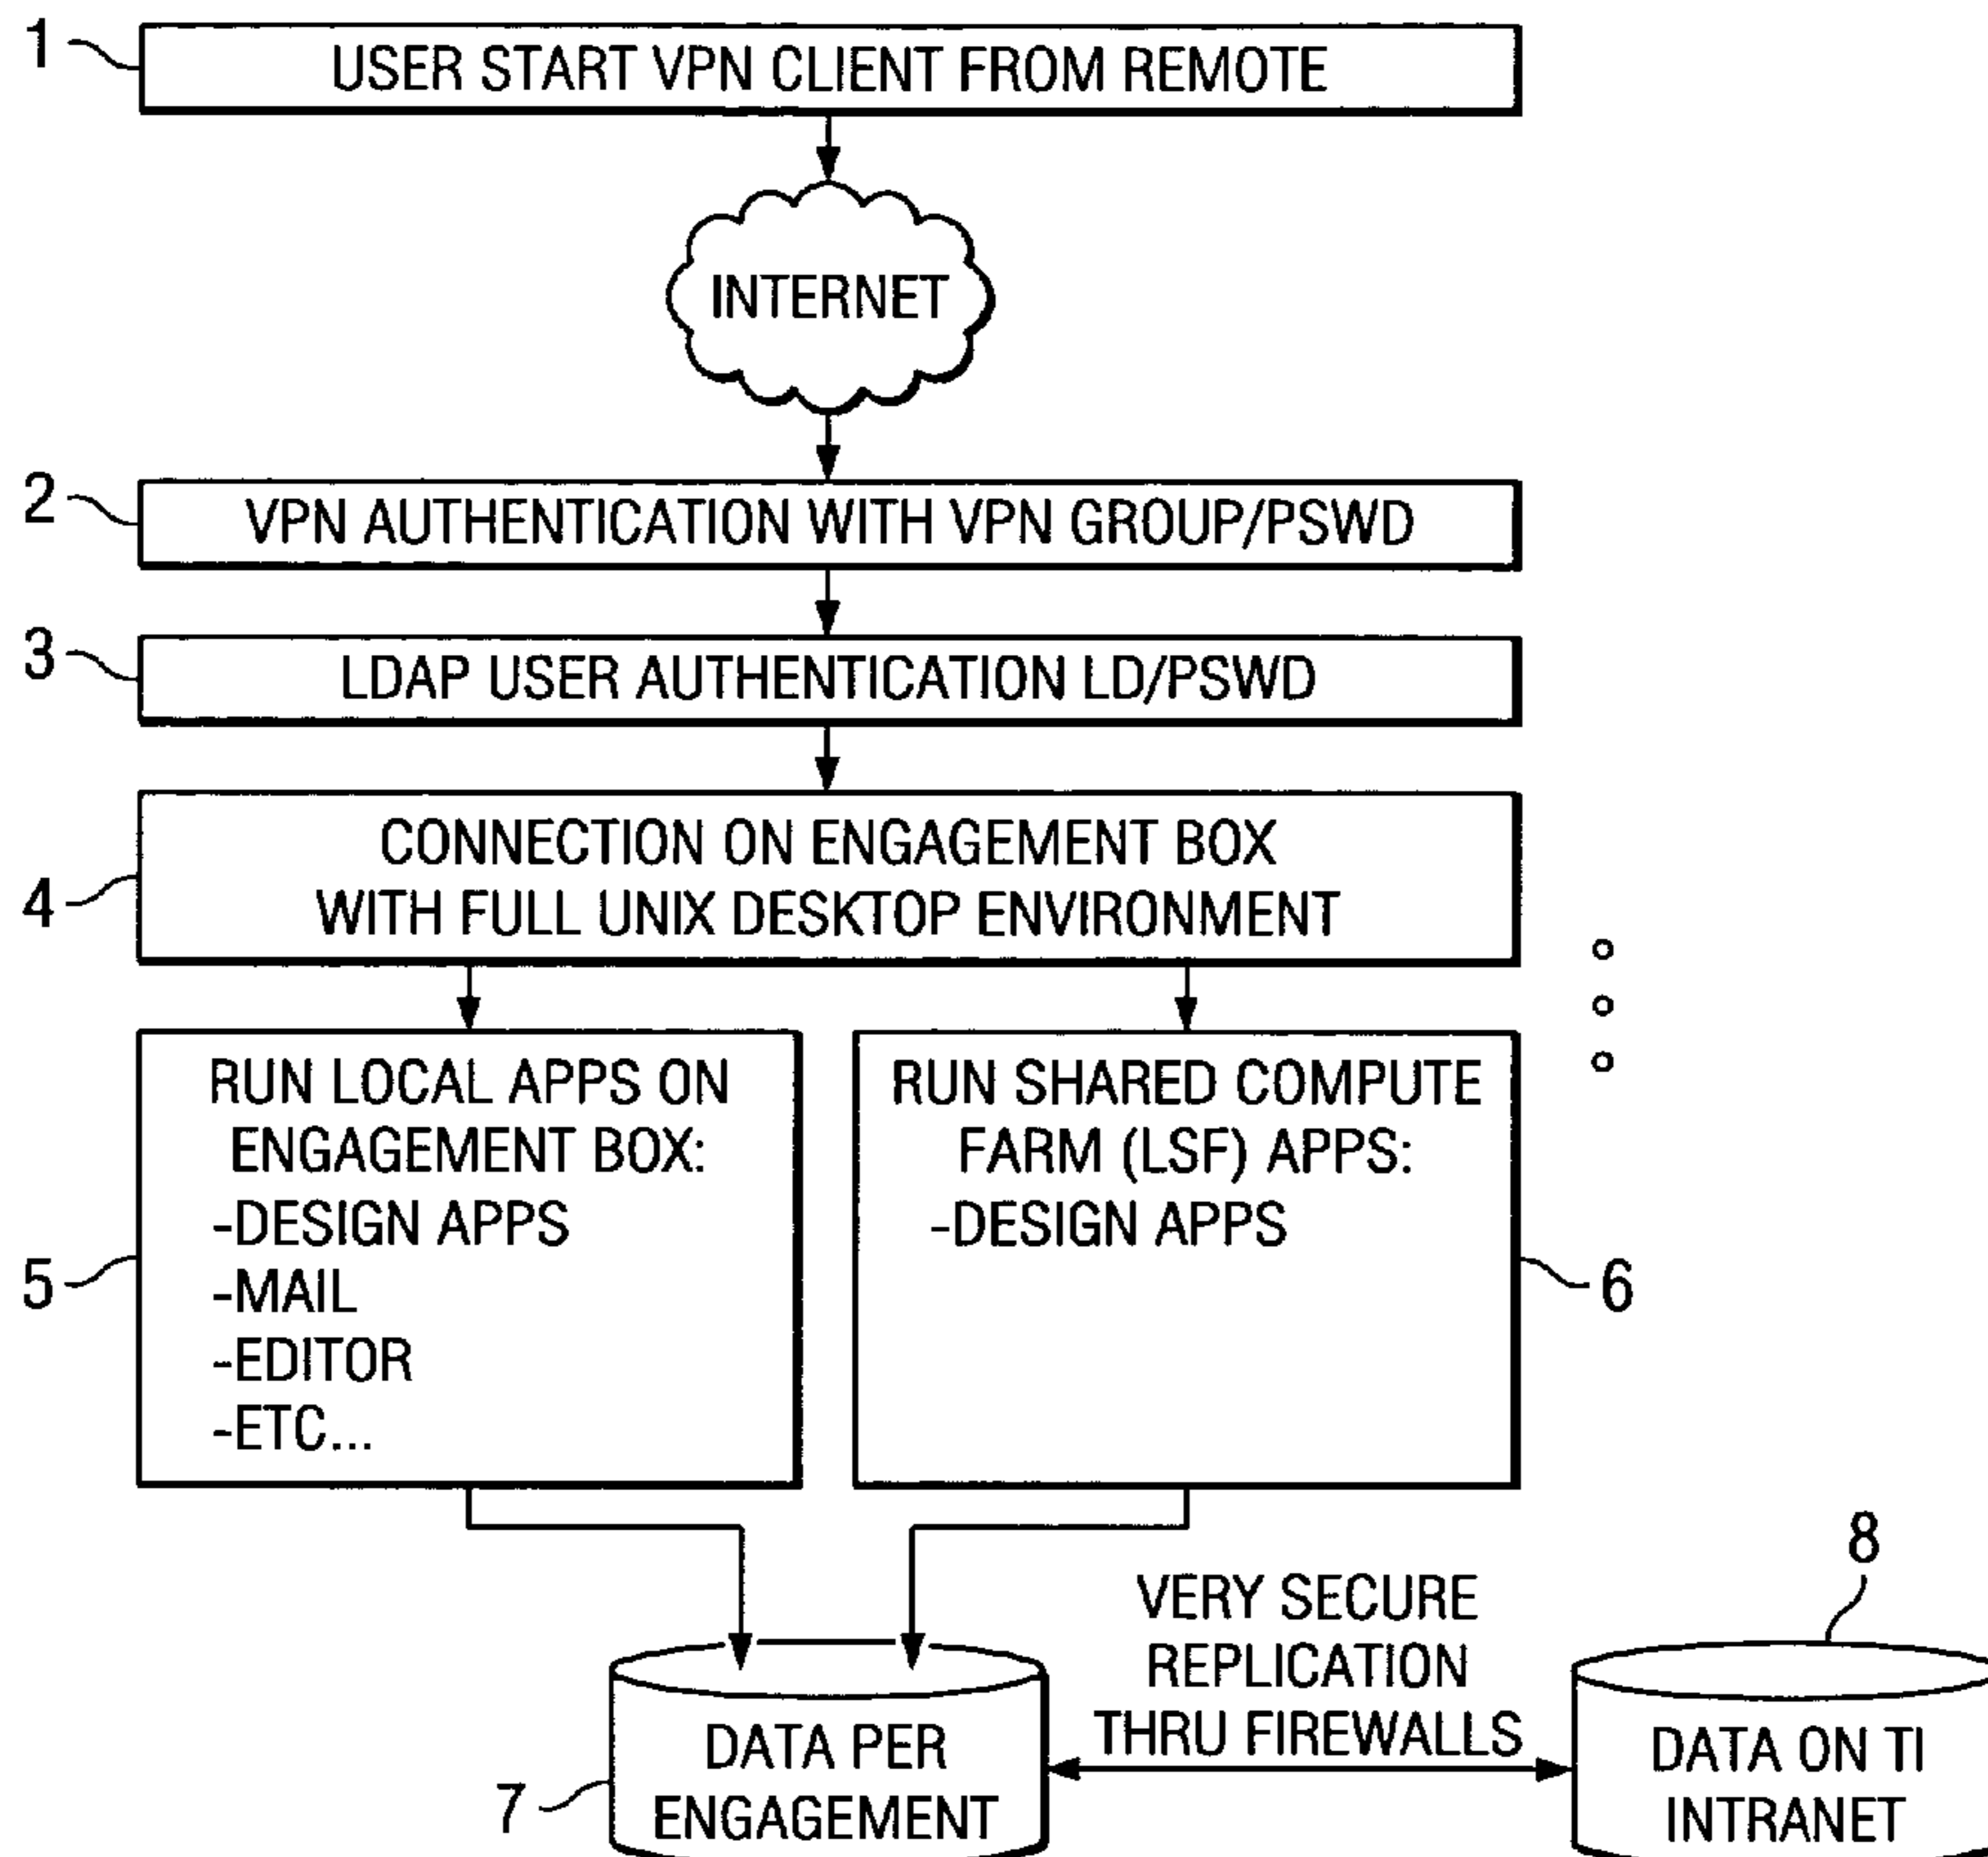 1
USER START VPN CLIENT FROM REMOTE
INTERNET
2
VPN AUTHENTICATION WITH VPN GROUP/PSWD
3
LDAP USER AUTHENTICATION LD/PSWD
4
CONNECTION ON ENGAGEMENT BOX
WITH FULL UNIX DESKTOP ENVIRONMENT
5
RUN LOCAL APPS ON
ENGAGEMENT BOX:
-DESIGN APPS
-MAIL
-EDITOR
-ETC...
RUN SHARED COMPUTE
FARM (LSF) APPS:
-DESIGN APPS
6
7
DATA PER
ENGAGEMENT
VERY SECURE
REPLICATION
THRU FIREWALLS
8
DATA ON TI
INTRANET